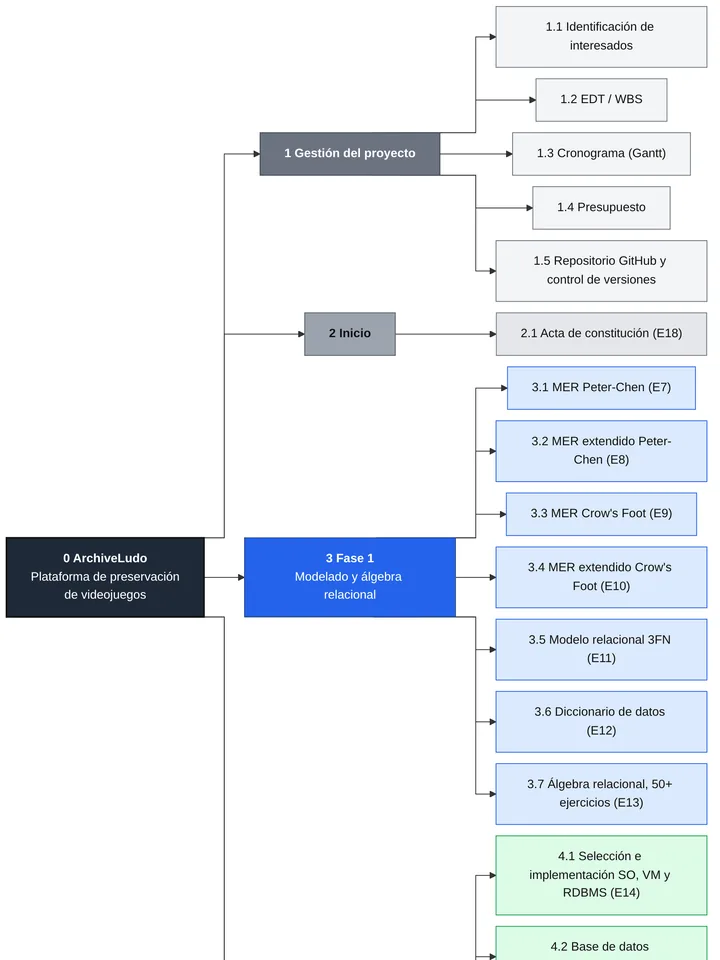 0 ArchiveLudo
Plataforma de preservación
de videojuegos
1 Gestión del proyecto
1.1 Identificación de
interesados
1.2 EDT / WBS
1.3 Cronograma (Gantt)
1.4 Presupuesto
1.5 Repositorio GitHub y
control de versiones
2 Inicio
2.1 Acta de constitución (E18)
3 Fase 1
Modelado y álgebra
relacional
3.1 MER Peter-Chen (E7)
3.2 MER extendido Peter-
Chen (E8)
3.3 MER Crow's Foot (E9)
3.4 MER extendido Crow's
Foot (E10)
3.5 Modelo relacional 3FN
(E11)
3.6 Diccionario de datos
(E12)
3.7 Álgebra relacional, 50+
ejercicios (E13)
4.1 Selección e
implementación SO, VM y
RDBMS (E14)
4.2 Base de datos